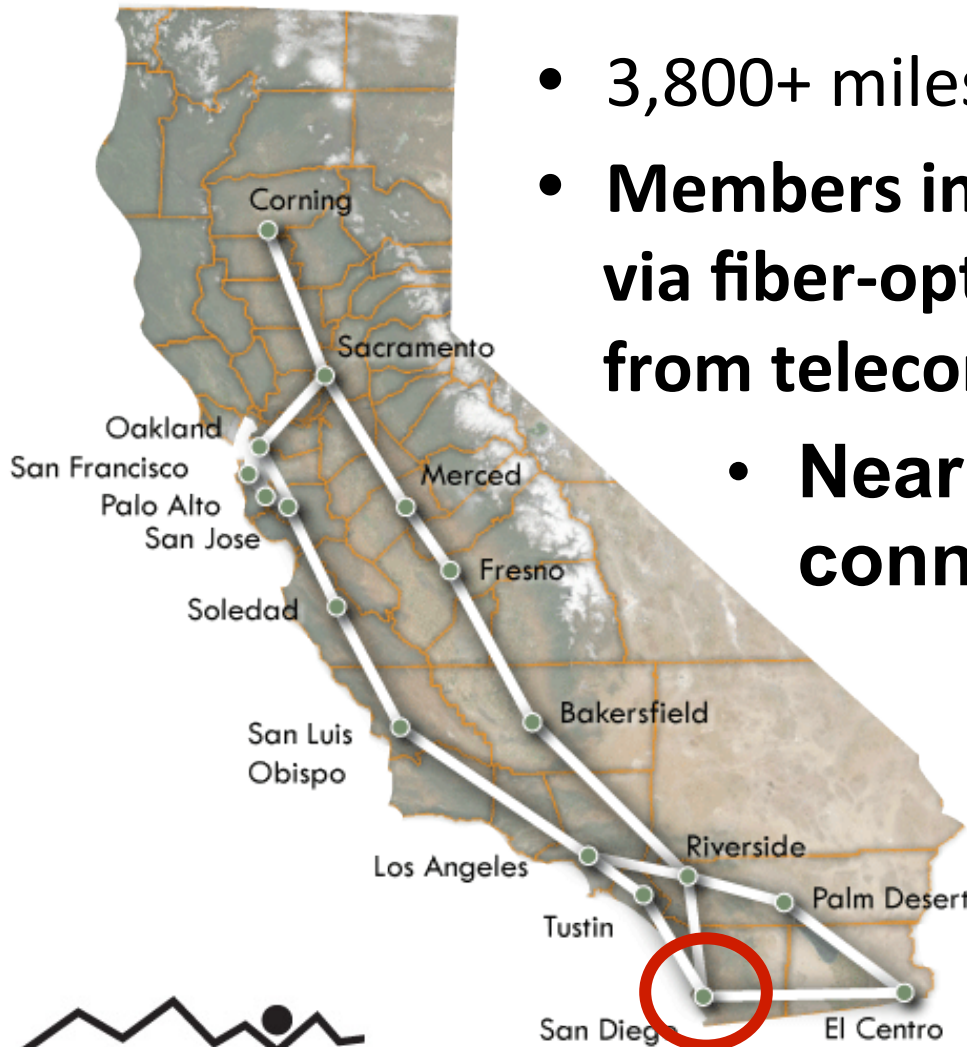 • 3,800+ miles
• Members in
via fiber-opt
from teleco
• Near
conn
Corning
Sacramento
Oakland
San Francisco
Merced
Palo Alto
San Jose
Fresno
Soledad
Bakersfield
San Luis
Obispo
Riverside
Los Angeles
Palm Desert
Tustin
San Diego
El Centro